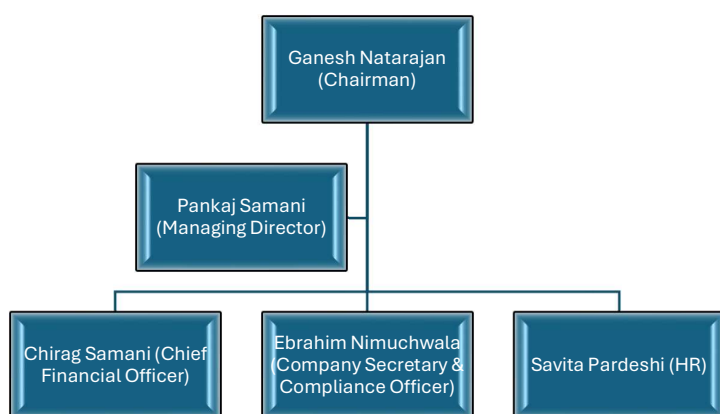 Ganesh Natarajan
(Chairman)
Pankaj Samani
(Managing Director)
Chirag Samani (Chief
Financial Officer)
Ebrahim Nimuchwala
(Company Secretary &
Compliance Officer)
Savita Pardeshi (HR)